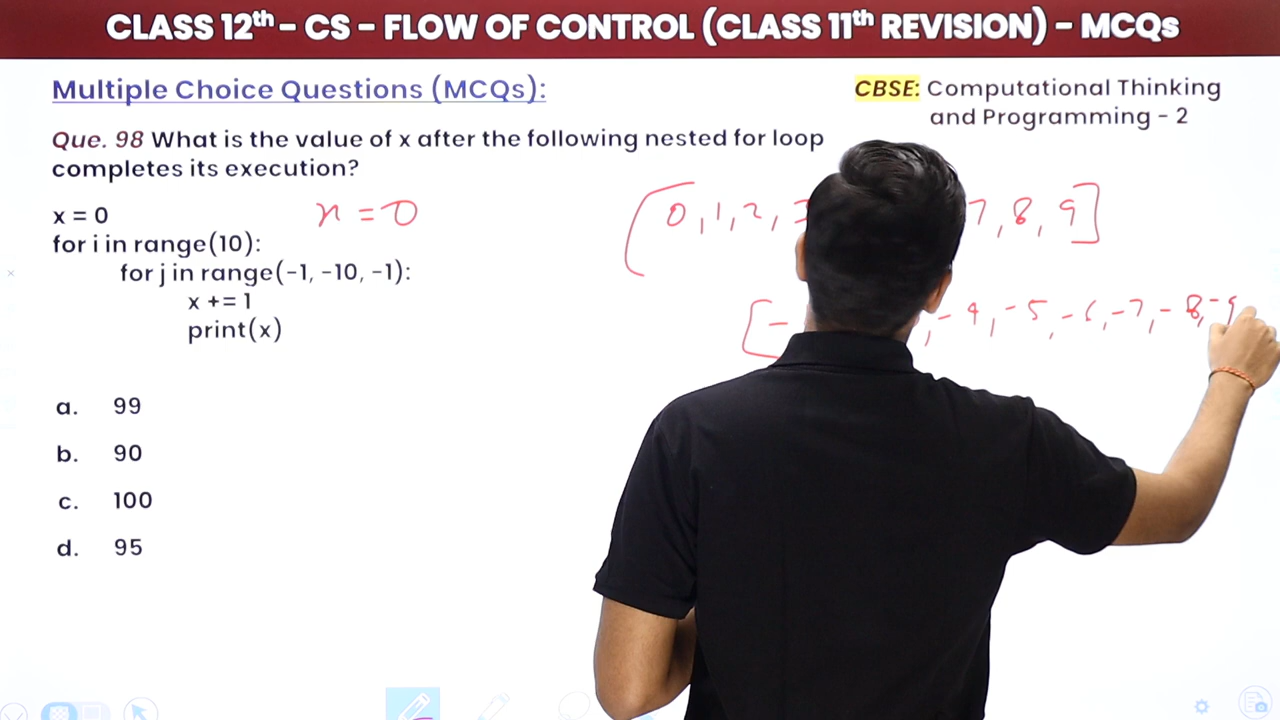 CLASS 12th - CS - FLOW OF CONTROL (CLASS 11th REVISION) - MCQs
Multiple Choice Questions (MCQs):
CBSE: Computational Thinking
and Programming - 2
Que. 98 What is the value of x after the following nested for loop
completes its execution?
x = 0
x = 0
[0, 1, 2, 7, 8, 9]
for i in range(10):
for j in range(-1, -10, -1):
x += 1
[- , -4, -5, -6, -7, -8, -9
print(x)
a. 99
b. 90
c. 100
d. 95